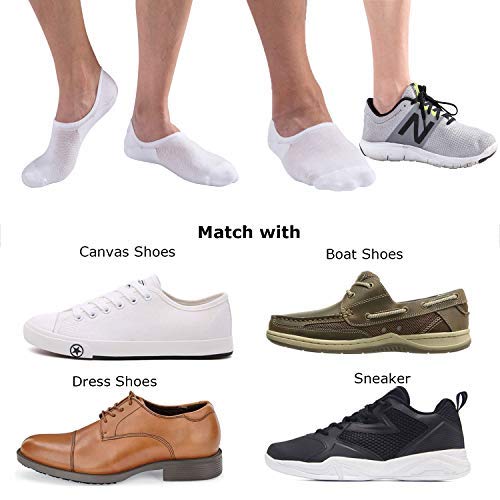 N
Match with
Canvas Shoes
Boat Shoes
Dress Shoes
Sneaker